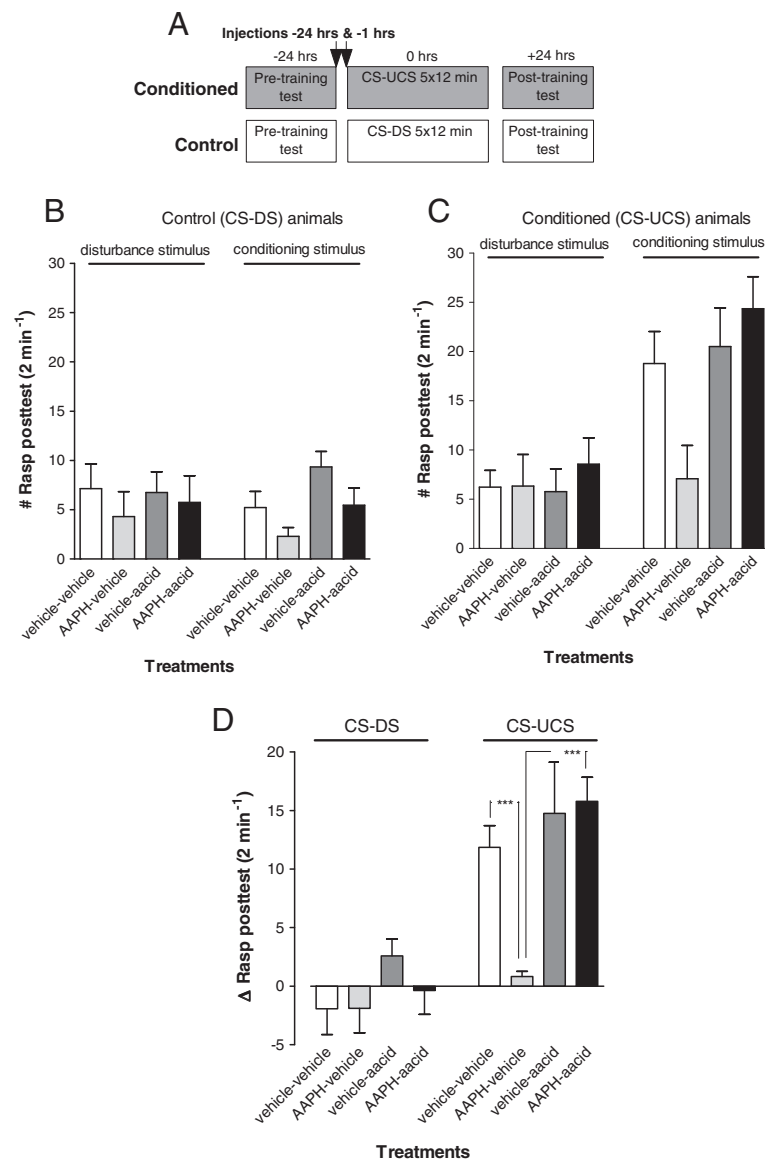 A
Injections -24 hrs & -1 hrs
-24 hrs 0 hrs +24 hrs
Conditioned
Pre-training test
CS-UCS 5x12 min
Post-training test
Control
Pre-training test
CS-DS 5x12 min
Post-training test
B
Control (CS-DS) animals
disturbance stimulus conditioning stimulus
# Rasp posttest (2 min -1)
30
25
20
15
10
5
0
vehicle-vehicle
AAPH-vehicle
vehicle-aacid
AAPH-aacid
vehicle-vehicle
AAPH-vehicle
vehicle-aacid
AAPH-aacid
Treatments
C
Conditioned (CS-UCS) animals
disturbance stimulus conditioning stimulus
# Rasp posttest (2 min -1)
30
25
20
15
10
5
0
vehicle-vehicle
AAPH-vehicle
vehicle-aacid
AAPH-aacid
vehicle-vehicle
AAPH-vehicle
vehicle-aacid
AAPH-aacid
Treatments
D
CS-DS CS-UCS
Δ Rasp posttest (2 min -1)
20
15
10
5
0
-5
***
***
vehicle-vehicle
AAPH-vehicle
vehicle-aacid
AAPH-aacid
vehicle-vehicle
AAPH-vehicle
vehicle-aacid
AAPH-aacid
Treatments